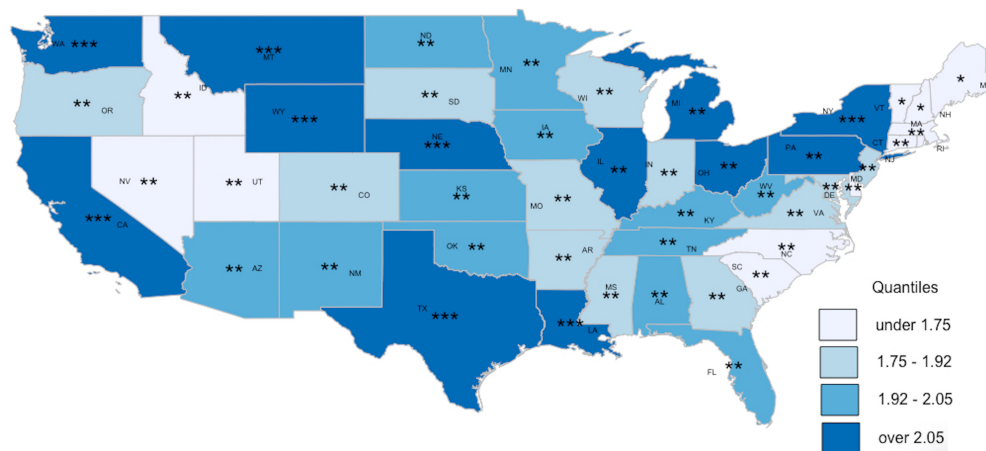 WA ***
*** MT
ND **
MN **
ID **
** OR
** SD
WI **
MI **
WY ***
NE ***
IA **
IL **
IN **
OH **
PA **
NY ***
VT *
* NH
* M
MA **
CT **
RI
NJ **
MD **
DE **
WV **
** VA
** KY
** TN
** NC
SC **
GA **
AL **
MS **
AR **
MO **
KS **
** CO
** UT
NV **
*** CA
** AZ
** NM
OK **
TX ***
*** LA
FL **
Quantiles
under 1.75
1.75 - 1.92
1.92 - 2.05
over 2.05